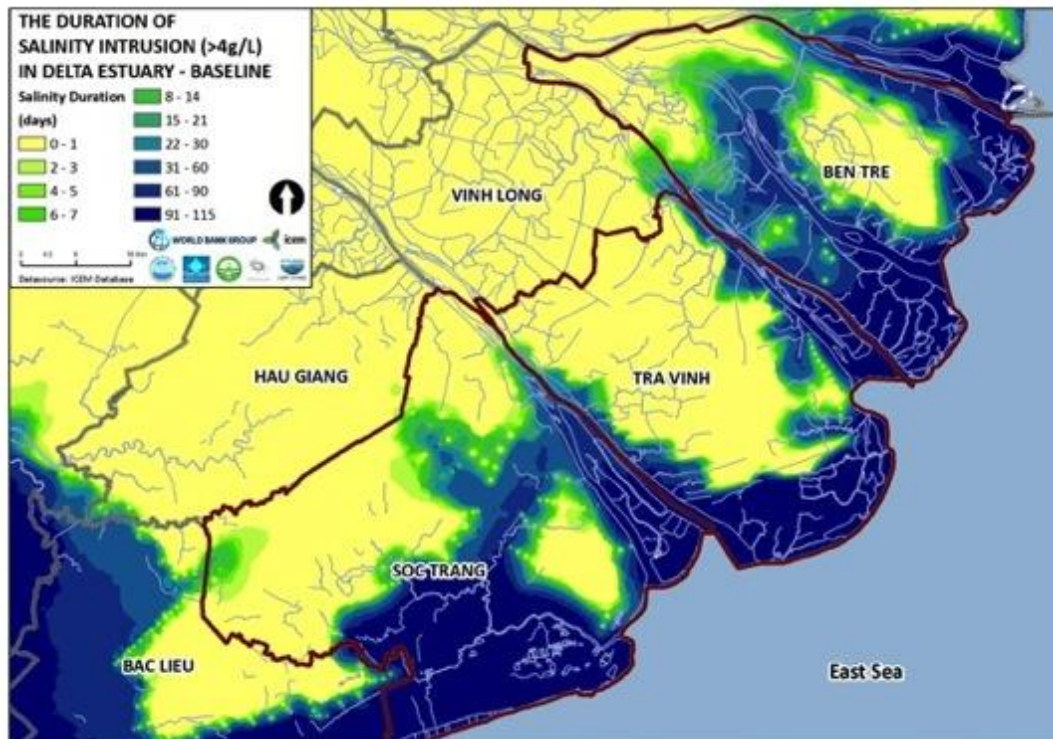 THE DURATION OF
SALINITY INTRUSION (>4g/L)
IN DELTA ESTUARY - BASELINE
Salinity Duration
(days)
0 - 1
2 - 3
4 - 5
6 - 7
8 - 14
15 - 21
22 - 30
31 - 60
61 - 90
91 - 115
WORLD BANK GROUP
icem
Datasource: ICEM Database
VINH LONG
BEN TRE
HAU GIANG
TRA VINH
SOC TRANG
BAC LIEU
East Sea